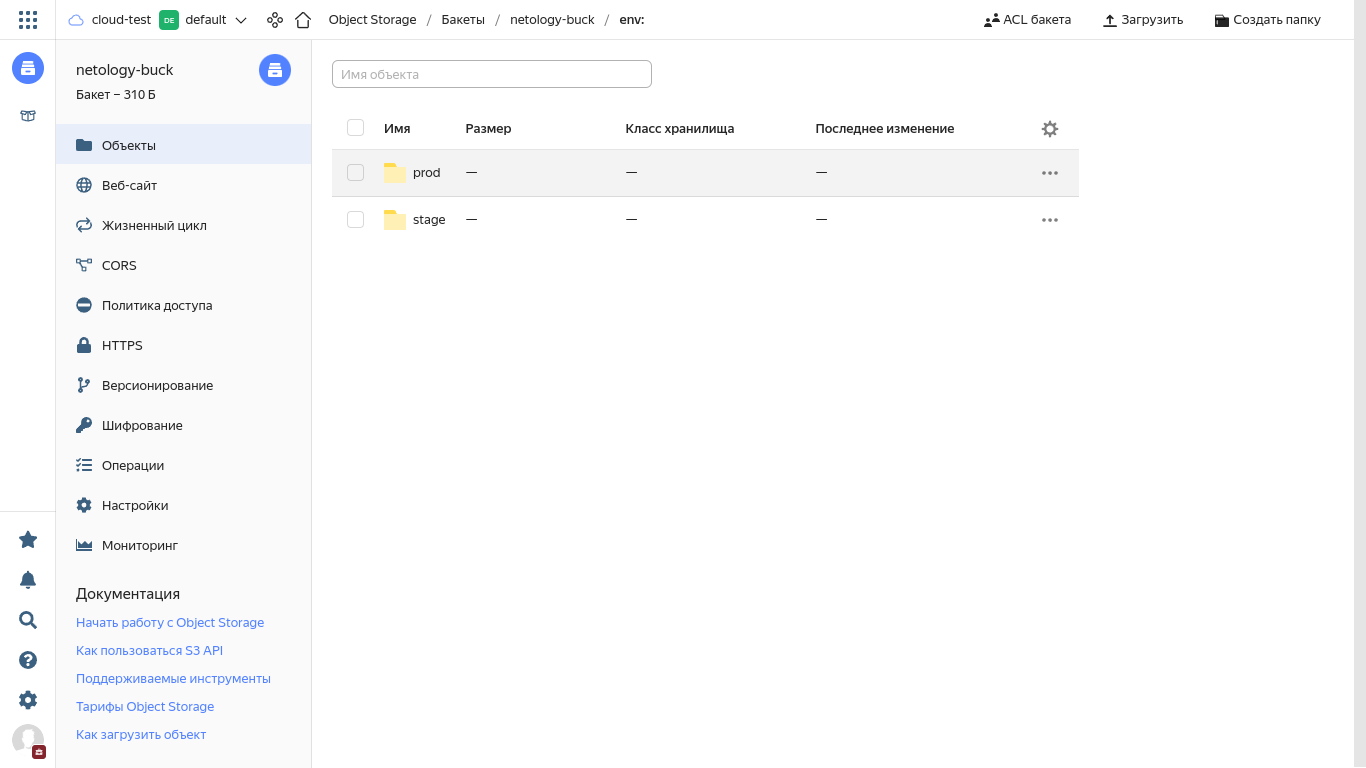 cloud-test DE default Object Storage / Бакеты / netology-buck / env: ACL бакета Загрузить Создать папку
netology-buck
Бакет – 310 Б
Объекты
Веб-сайт
Жизненный цикл
CORS
Политика доступа
HTTPS
Версионирование
Шифрование
Операции
Настройки
Мониторинг
Документация
Начать работу с Object Storage
Как пользоваться S3 API
Поддерживаемые инструменты
Тарифы Object Storage
Как загрузить объект
Имя объекта
Имя Размер Класс хранилища Последнее изменение
prod — — —
stage — — —